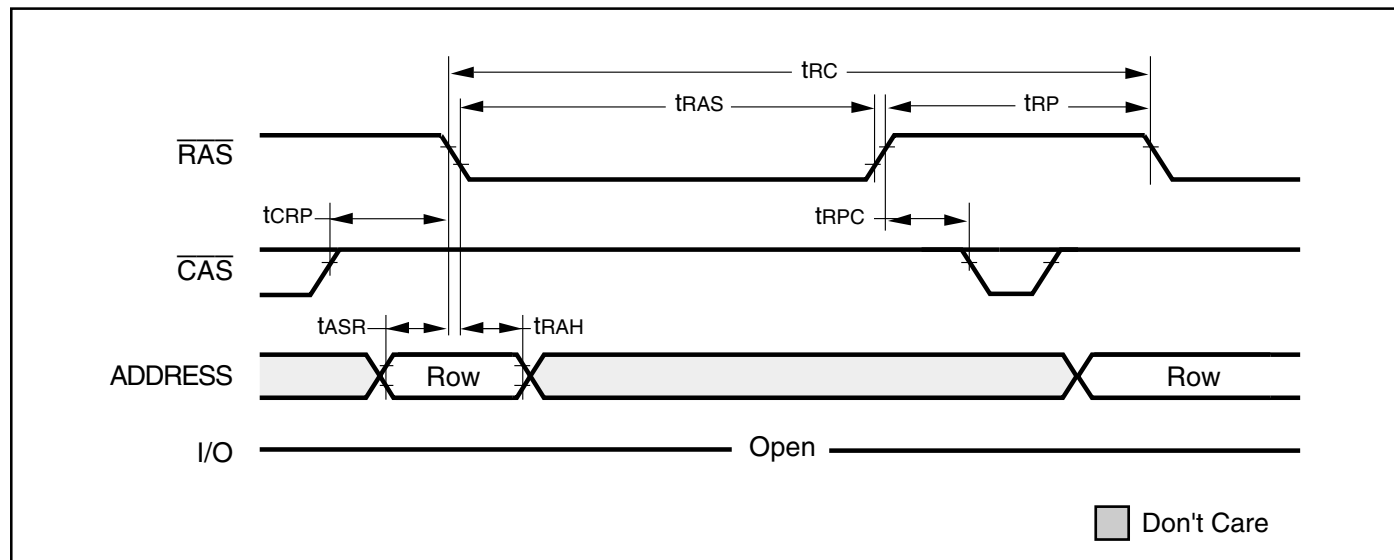 tRC
tRAS
tRP
RAS
tCRP
tRPC
CAS
tASR
tRAH
ADDRESS
Row
Row
I/O
Open
Don't Care